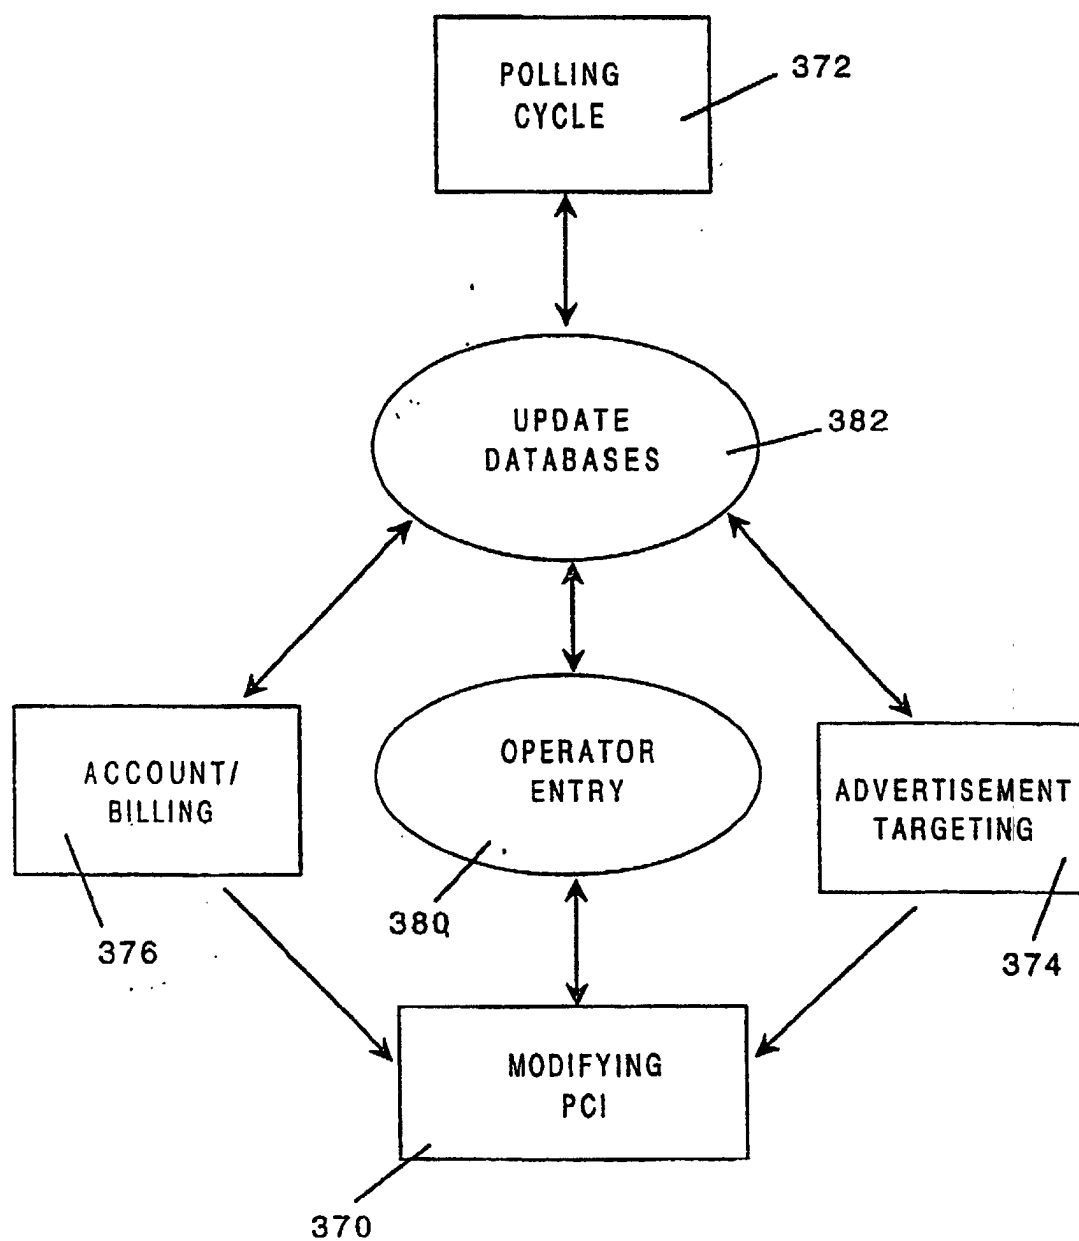 POLLING
CYCLE
372
UPDATE
DATABASES
382
ACCOUNT/
BILLING
376
OPERATOR
ENTRY
380
ADVERTISEMENT
TARGETING
374
MODIFYING
PCI
370